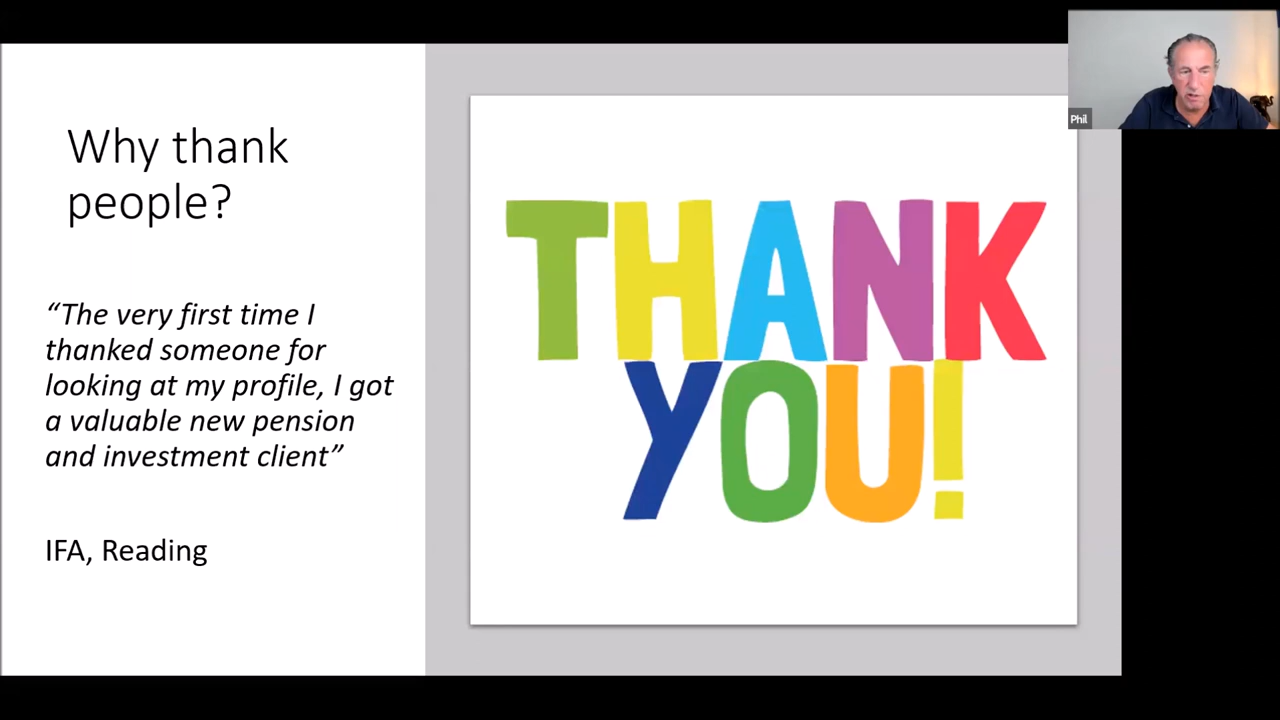 Why thank
people?
“The very first time I
thanked someone for
looking at my profile, I got
a valuable new pension
and investment client”
IFA, Reading
THANK
YOU!
Phil